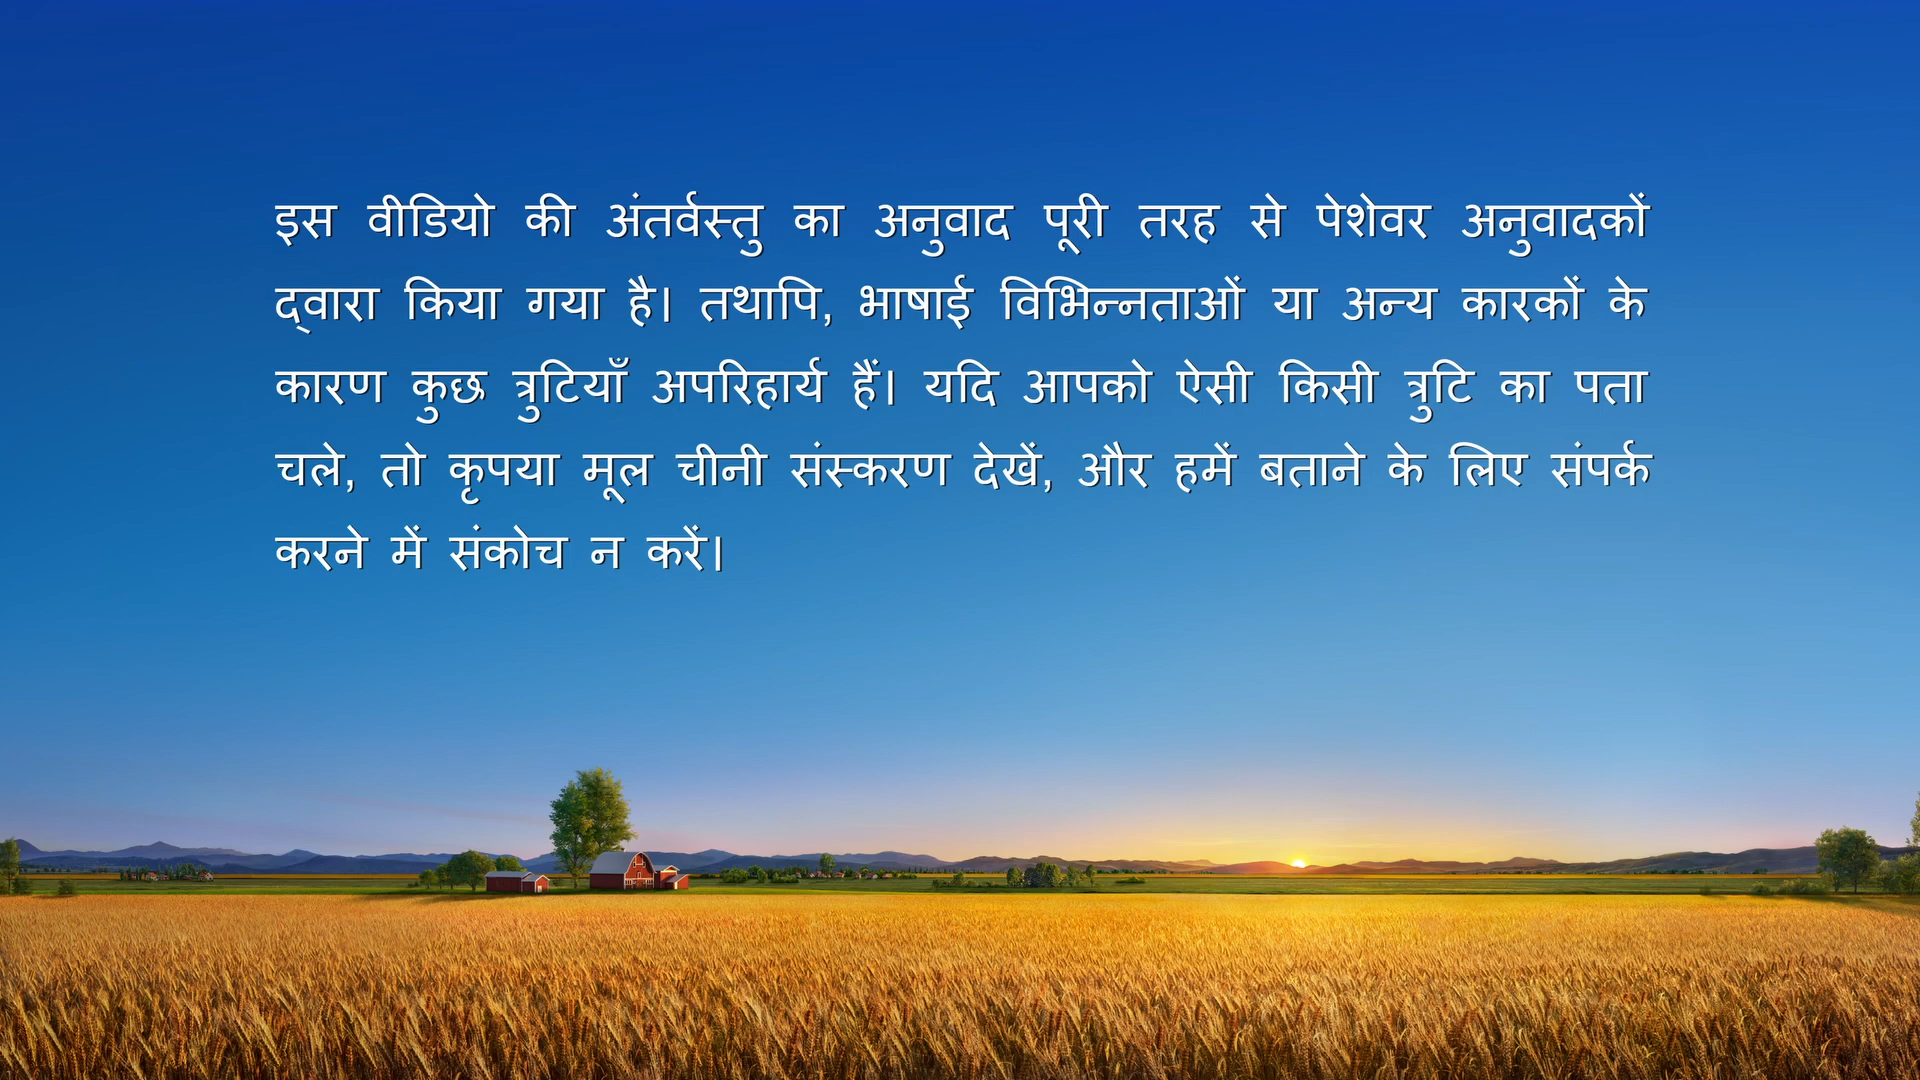 इस वीडियो की अंतर्वस्तु का अनुवाद पूरी तरह से पेशेवर अनुवादकों
द्वारा किया गया है। तथापि, भाषाई विभिन्नताओं या अन्य कारकों के
कारण कुछ त्रुटियाँ अपरिहार्य हैं। यदि आपको ऐसी किसी त्रुटि का पता
चले, तो कृपया मूल चीनी संस्करण देखें, और हमें बताने के लिए संपर्क
करने में संकोच न करें।